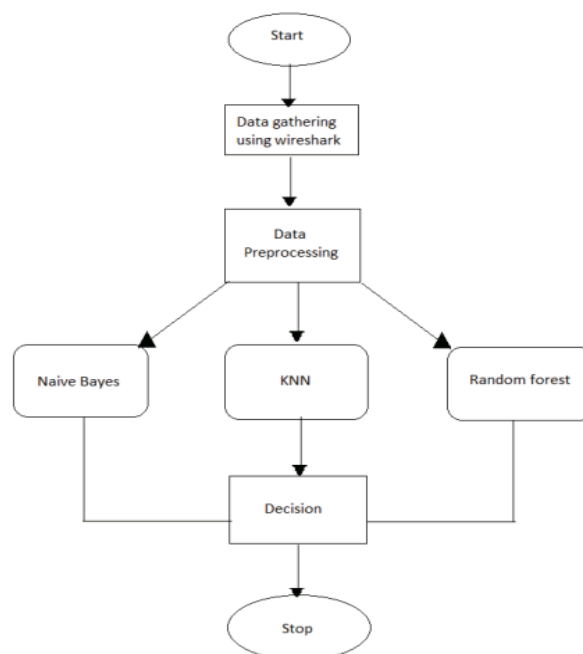 Start
Data gathering
using wireshark
Data
Preprocessing
Naive Bayes
KNN
Random forest
Decision
Stop